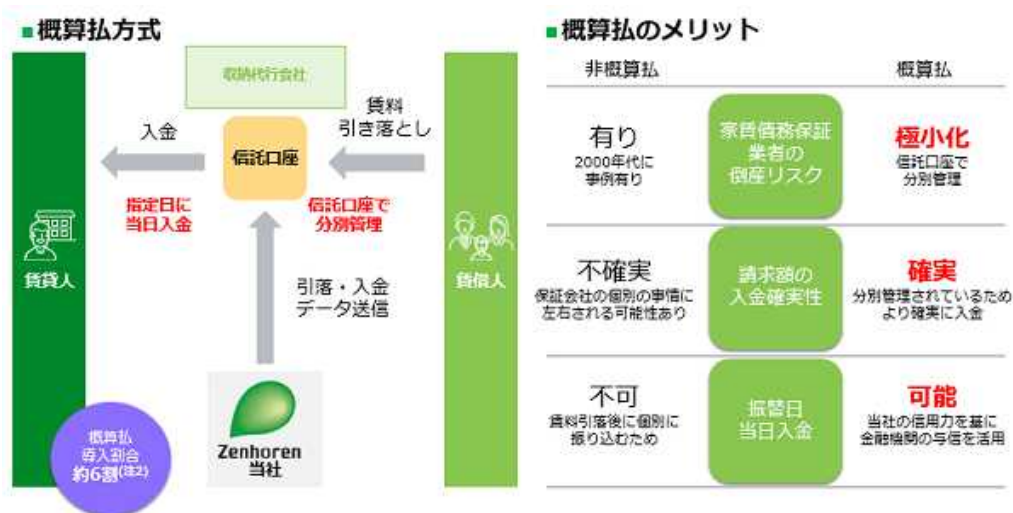 ■概算払方式
収納代行会社
入金
信託口座
賃料
引き落とし
指定日に
当日入金
信託口座で
分別管理
賃貸人
賃借人
引落・入金
データ送信
Zenhoren
当社
概算払
導入割合
約6割(注2)
■概算払のメリット
非概算払
概算払
有り
2000年代に
事例有り
家賃債務保証
業者の
倒産リスク
極小化
信託口座で
分別管理
不確実
保証会社の個別の事情に
左右される可能性あり
請求額の
入金確実性
確実
分別管理されているため
より確実に入金
不可
賃料引落後に個別に
振り込むため
振替日
当日入金
可能
当社の信用力を基に
金融機関の与信を活用